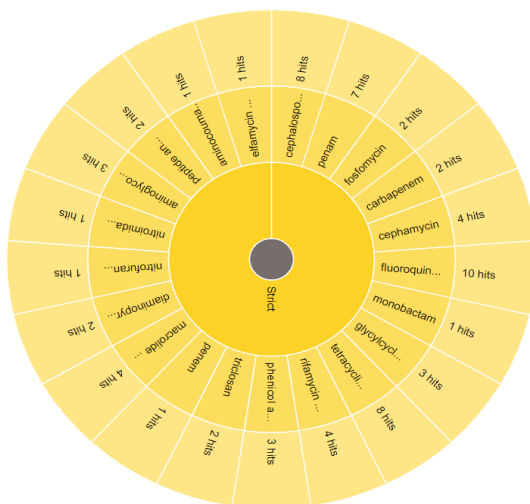 Strict
cephalospo...
8 hits
penam
7 hits
fosfomycin
2 hits
carbapenem
2 hits
cephamycin
4 hits
fluoroquin...
10 hits
monobactam
1 hits
glycylcycl...
3 hits
tetracycli...
8 hits
rifamycin ...
4 hits
phenicol a...
3 hits
triclosan
2 hits
penem
1 hits
macrolide ...
4 hits
diaminopyr...
2 hits
nitrofuran...
1 hits
nitroimida...
1 hits
aminoglyco...
3 hits
peptide an...
2 hits
aminocouma...
1 hits
elfamycin ...
1 hits